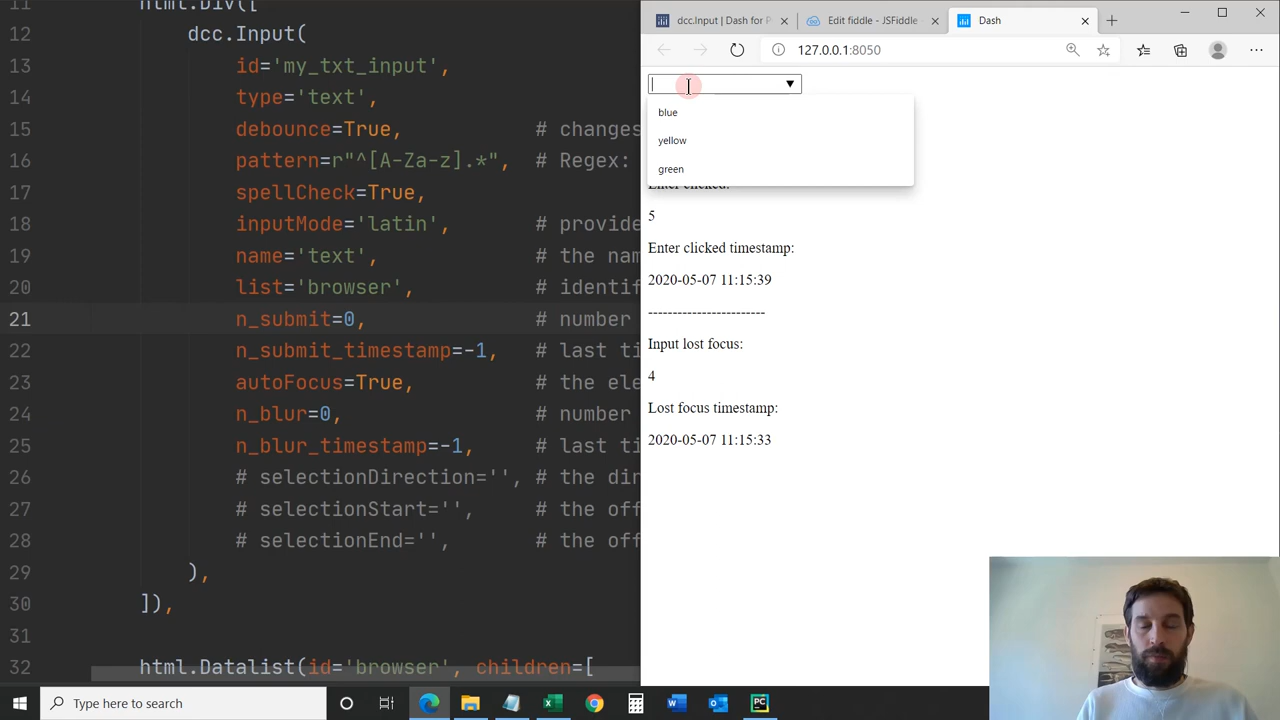 11 html.Div([
12 dcc.Input(
13 id='my_txt_input',
14 type='text',
15 debounce=True, # changes
16 pattern=r"^[A-Za-z].*", # Regex:
17 spellCheck=True,
18 inputMode='latin', # provide
19 name='text', # the nam
20 list='browser', # identif
21 n_submit=0, # number
22 n_submit_timestamp=-1, # last ti
23 autoFocus=True, # the ele
24 n_blur=0, # number
25 n_blur_timestamp=-1, # last ti
26 # selectionDirection='', # the dir
27 # selectionStart='', # the off
28 # selectionEnd='', # the off
29 ),
30 ]),
31
32 html.Datalist(id='browser', children=[
dcc.Input | Dash for P
Edit fiddle - JSFiddle
Dash
127.0.0.1:8050
blue
yellow
green
Enter clicked:
5
Enter clicked timestamp:
2020-05-07 11:15:39
------------------------
Input lost focus:
4
Lost focus timestamp:
2020-05-07 11:15:33
Type here to search